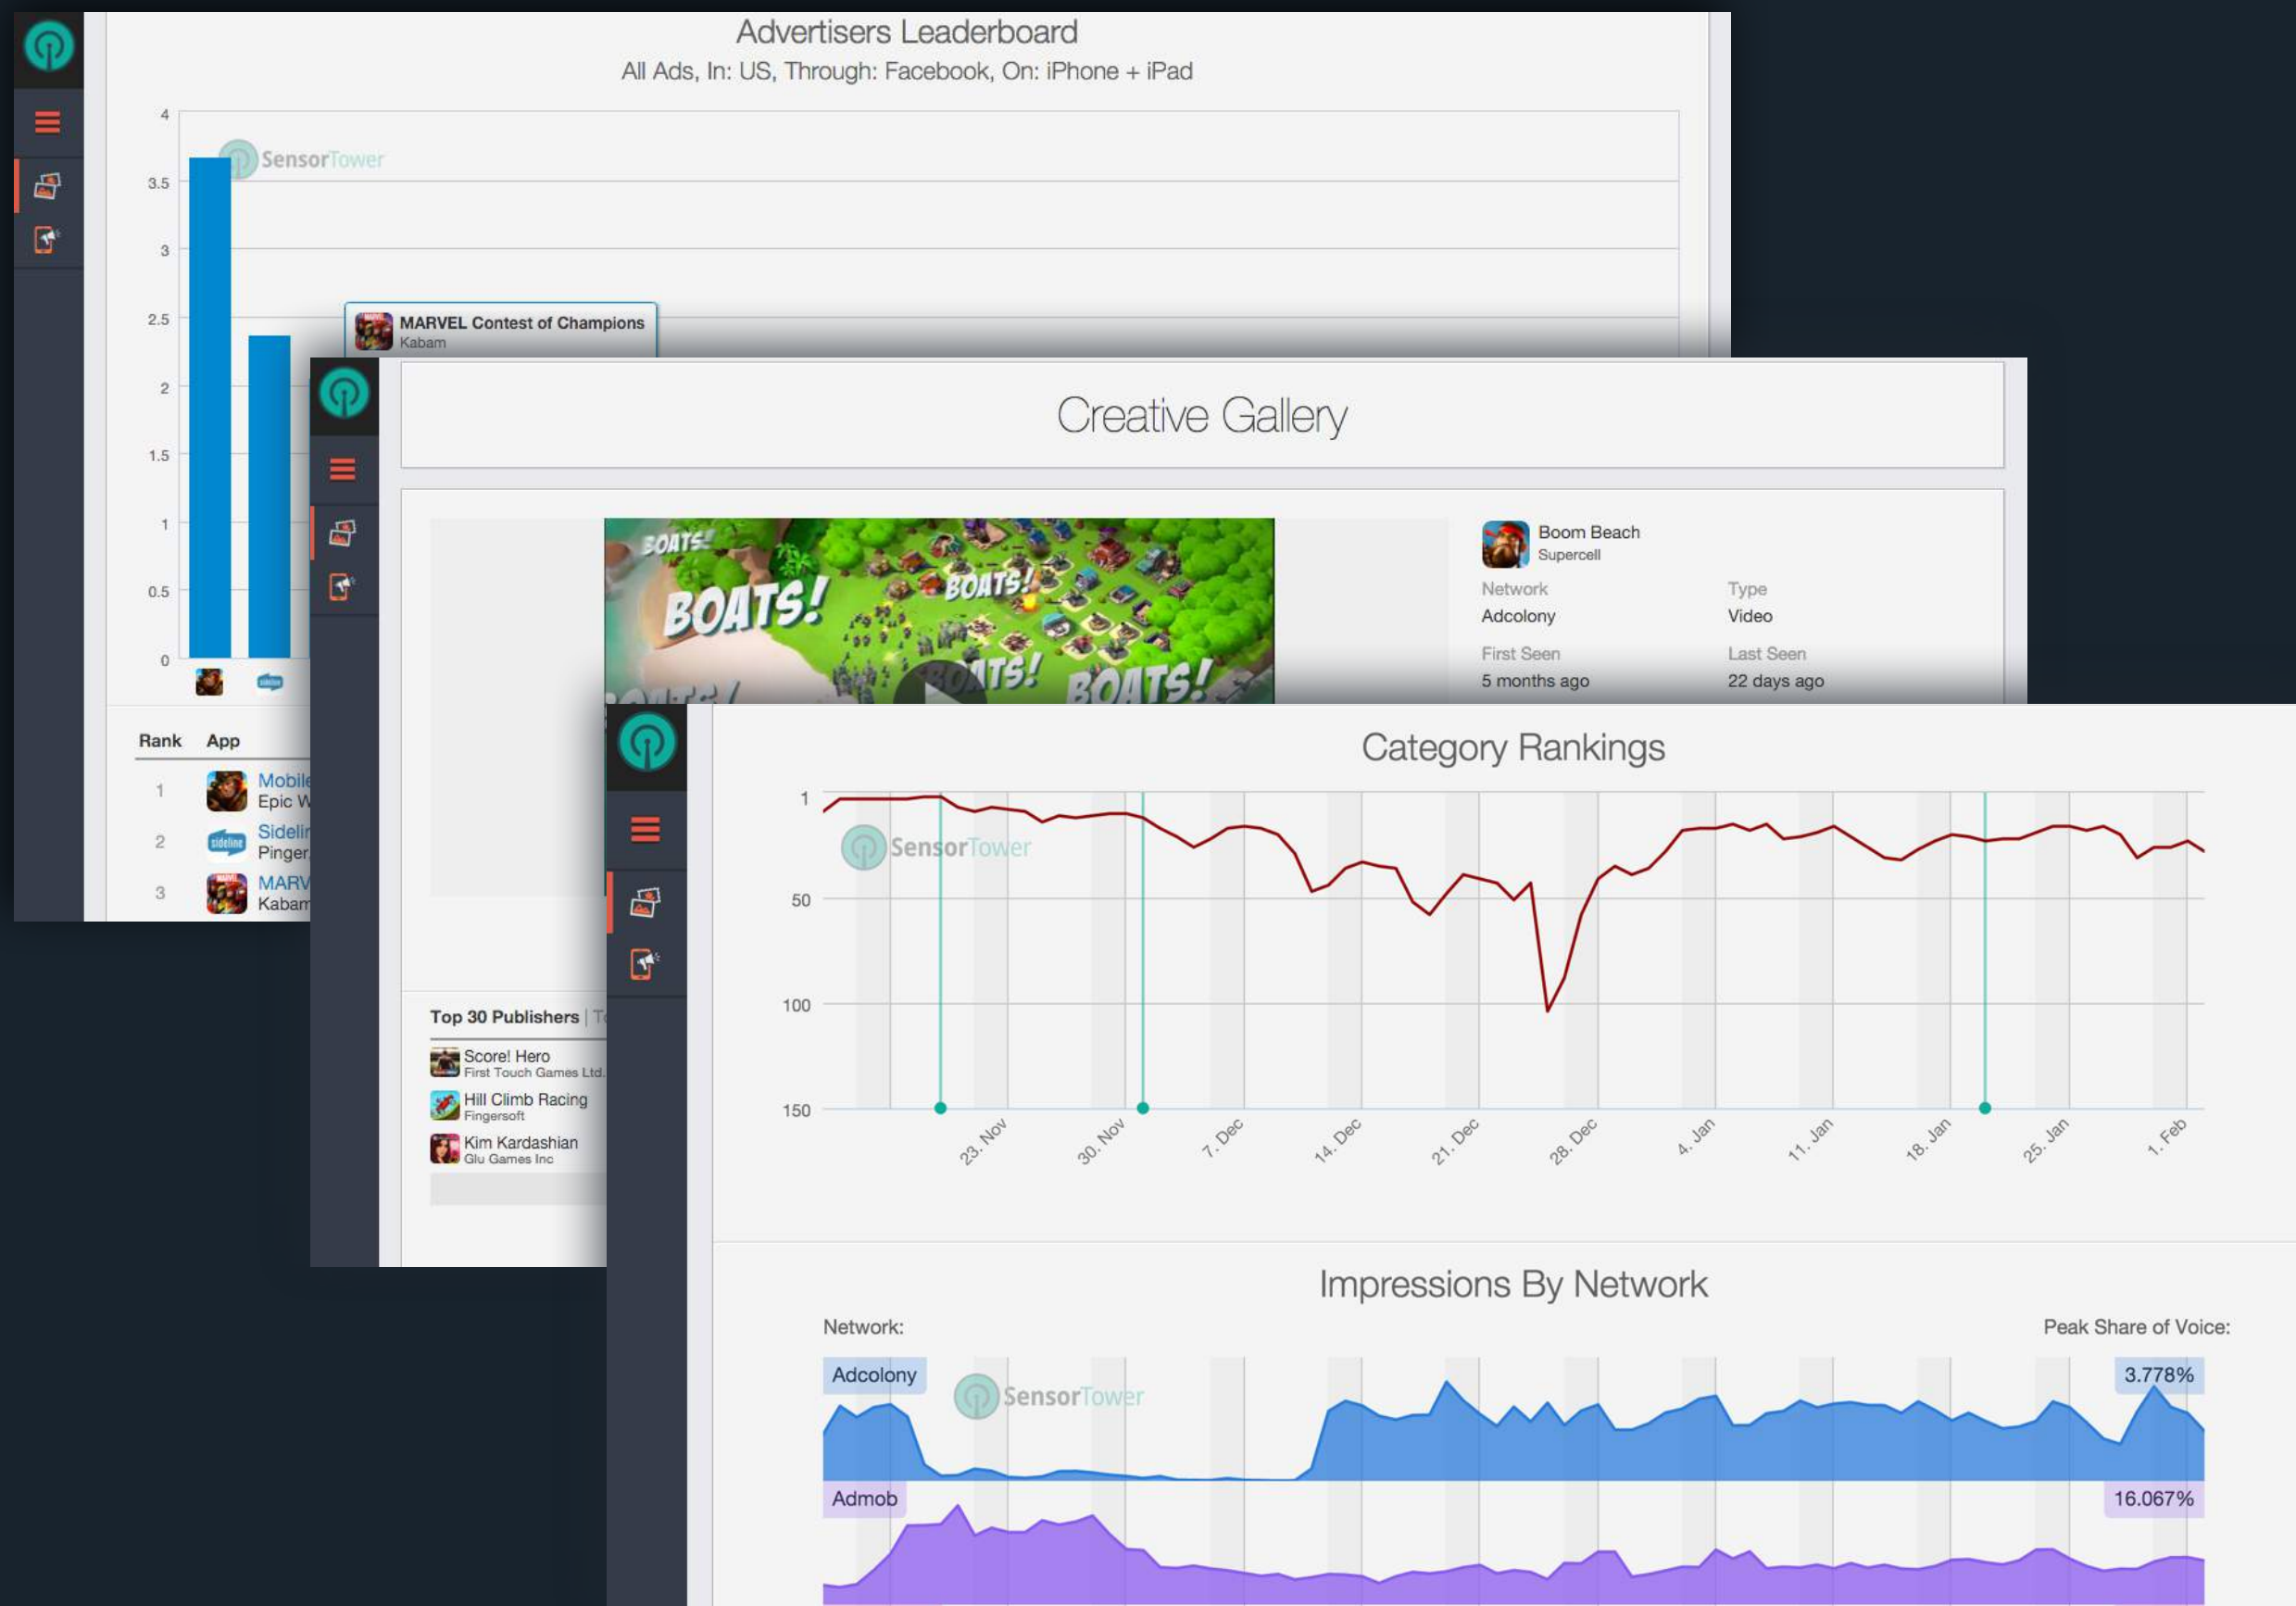 Advertisers Leaderboard
All Ads, In: US, Through: Facebook, On: iPhone + iPad
4
SensorTower
3.5
3
2.5
MARVEL Contest of Champions
Kabam
2
1.5
1
0.5
0
sideline
Rank App
1
Mobile
Epic W
2
sideline
Pinger
3
MARV
Kabam
Creative Gallery
BOATS!
BOATS!
BOATS!
BOATS!
Boom Beach
Supercell
Network Type
Adcolony Video
First Seen Last Seen
5 months ago 22 days ago
Top 30 Publishers |
Score! Hero
First Touch Games Ltd.
Hill Climb Racing
Fingersoft
Kim Kardashian
Glu Games Inc
Category Rankings
1
SensorTower
50
100
150
23. Nov 30. Nov 7. Dec 14. Dec 21. Dec 28. Dec 4. Jan 11. Jan 18. Jan 25. Jan 1. Feb
Impressions By Network
Network: Peak Share of Voice:
Adcolony 3.778%
SensorTower
Admob 16.067%